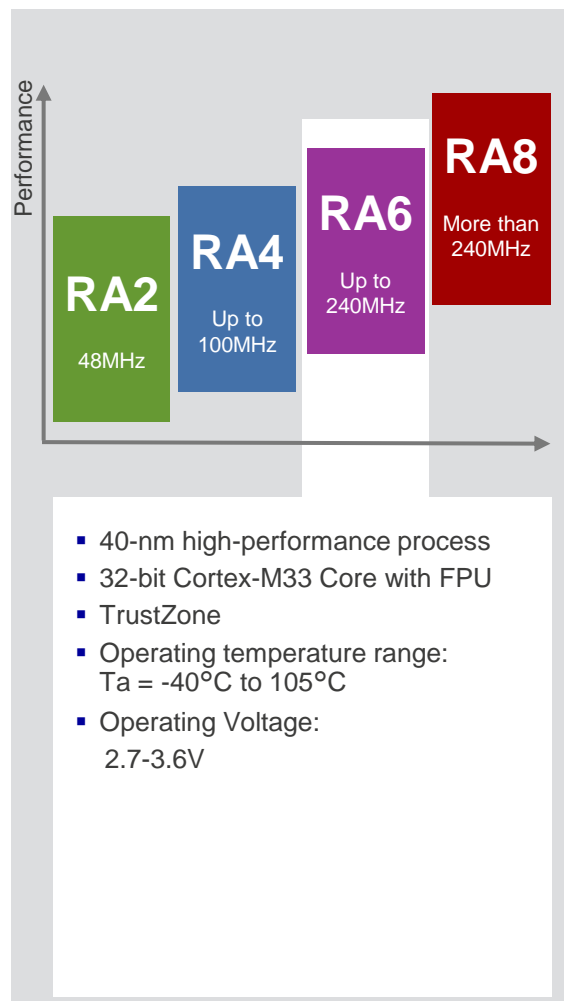 Performance
RA2
48MHz
RA4
Up to
100MHz
RA6
Up to
240MHz
RA8
More than
240MHz
▪ 40-nm high-performance process
▪ 32-bit Cortex-M33 Core with FPU
▪ TrustZone
▪ Operating temperature range:
Ta = -40°C to 105°C
▪ Operating Voltage:
2.7-3.6V